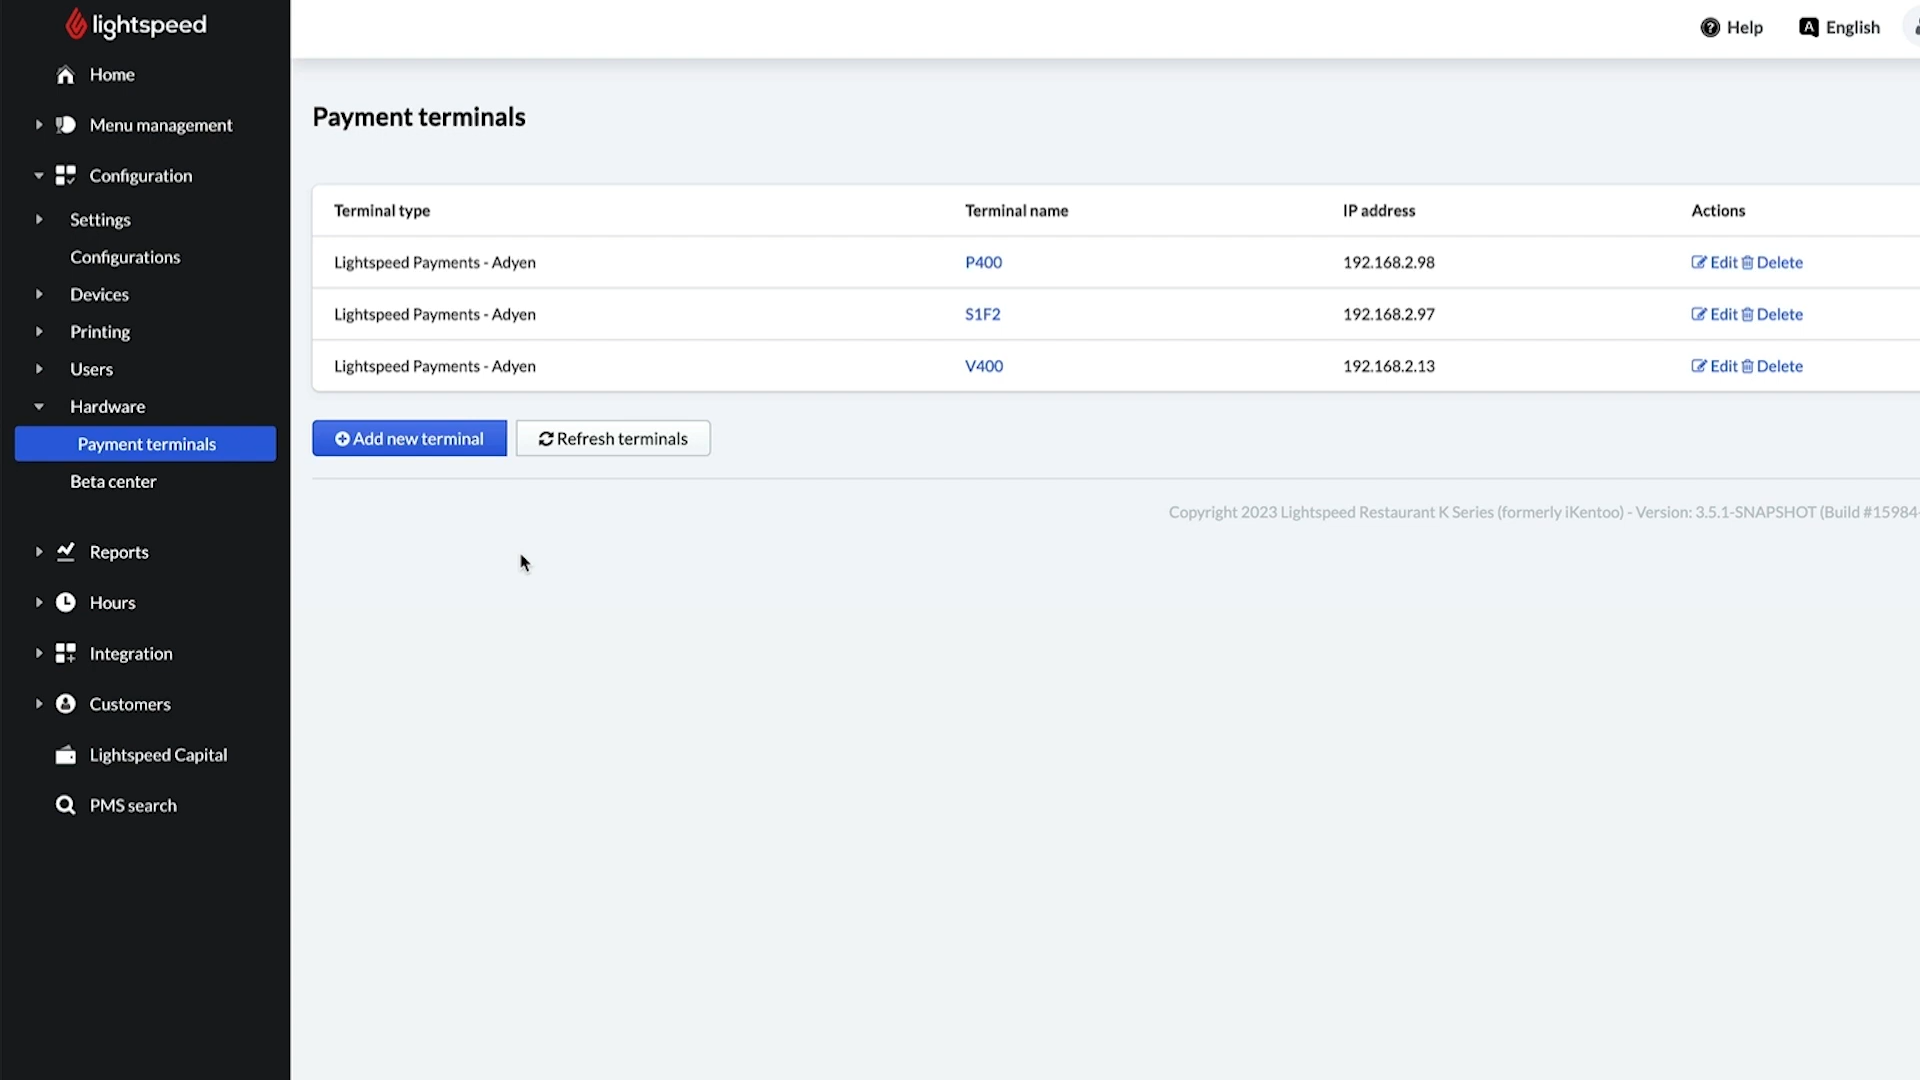 lightspeed
Help
English
Home
Menu management
Configuration
Settings
Configurations
Devices
Printing
Users
Hardware
Payment terminals
Beta center
Reports
Hours
Integration
Customers
Lightspeed Capital
PMS search
Payment terminals
Terminal type Terminal name IP address Actions
Lightspeed Payments - Adyen P400 192.168.2.98 Edit Delete
Lightspeed Payments - Adyen S1F2 192.168.2.97 Edit Delete
Lightspeed Payments - Adyen V400 192.168.2.13 Edit Delete
Add new terminal Refresh terminals
Copyright 2023 Lightspeed Restaurant K Series (formerly iKentoo) - Version: 3.5.1-SNAPSHOT (Build #15984-